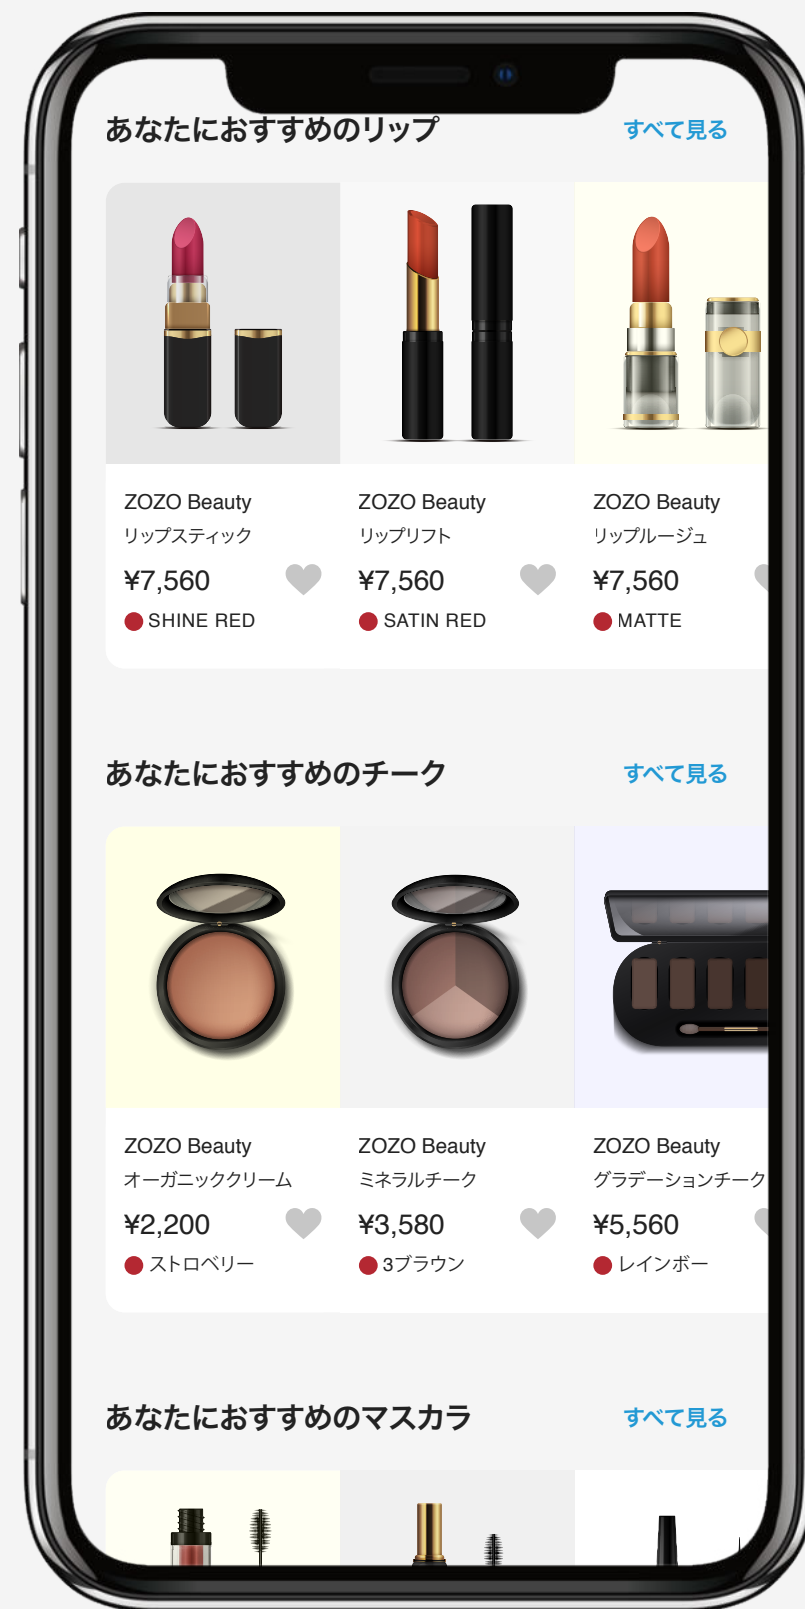 あなたにおすすめのリップ すべて見る
ZOZO Beauty
リップスティック
¥7,560
SHINE RED
ZOZO Beauty
リップリフト
¥7,560
SATIN RED
ZOZO Beauty
リップルージュ
¥7,560
MATTE
あなたにおすすめのチーク すべて見る
ZOZO Beauty
オーガニッククリーム
¥2,200
ストロベリー
ZOZO Beauty
ミネラルチーク
¥3,580
3ブラウン
ZOZO Beauty
グラデーションチーク
¥5,560
レインボー
あなたにおすすめのマスカラ すべて見る